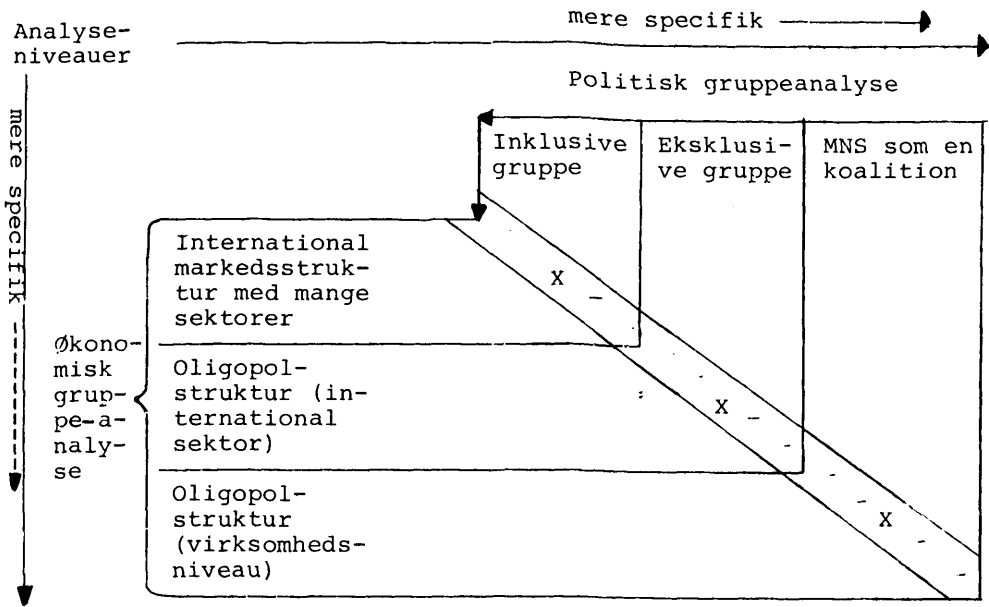 mere specifik
Analyse-
niveauer
Politisk gruppeanalyse
mere specifik
Inklusive
gruppe
Eksklusi-
ve gruppe
MNS som en
koalition
International
markedsstruk-
tur med mange
sektorer
X
Økono-
misk
grup-
pe-a-
naly-
se
Oligopol-
struktur (in-
ternational
sektor)
X
Oligopol-
struktur
(virksomheds-
niveau)
X